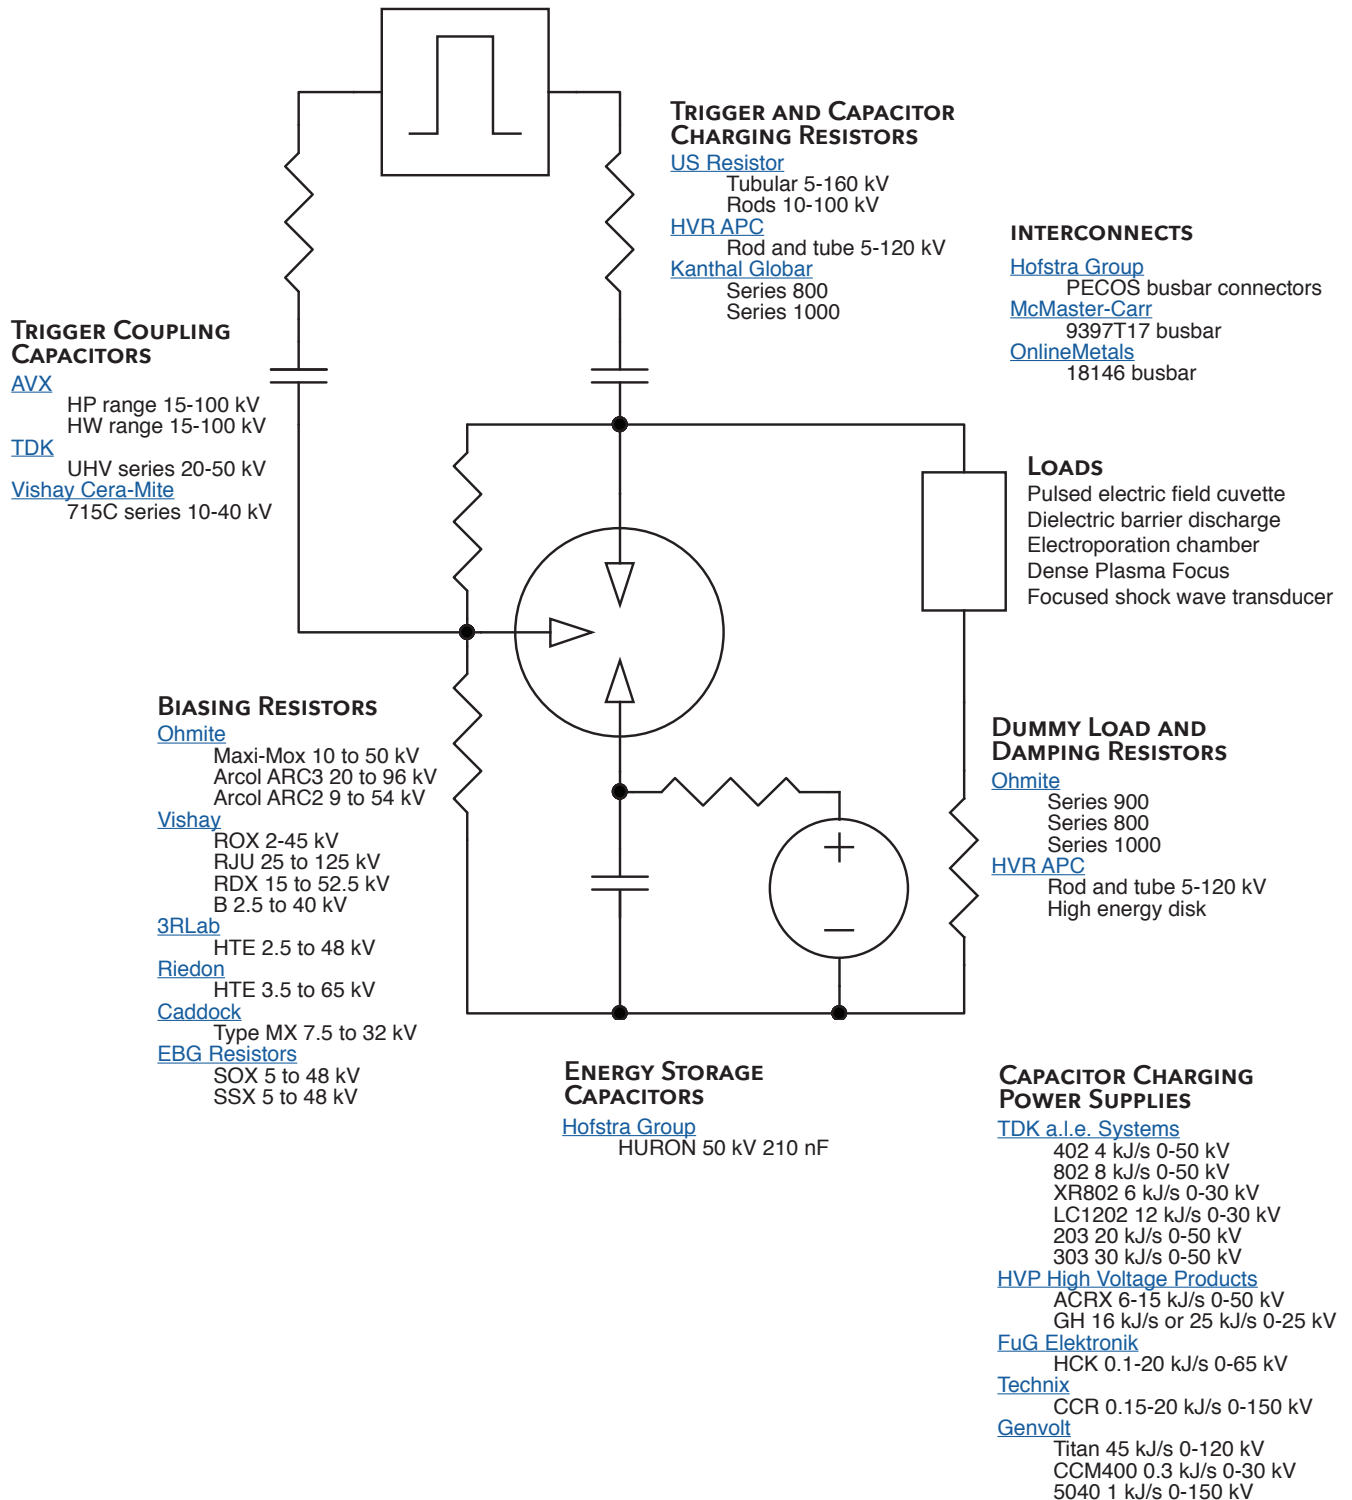 TRIGGER AND CAPACITOR
CHARGING RESISTORS
US Resistor
Tubular 5-160 kV
Rods 10-100 kV
HVR APC
Rod and tube 5-120 kV
Kanthal Globar
Series 800
Series 1000
INTERCONNECTS
Hofstra Group
PECOS busbar connectors
McMaster-Carr
9397T17 busbar
OnlineMetals
18146 busbar
TRIGGER COUPLING
CAPACITORS
AVX
HP range 15-100 kV
HW range 15-100 kV
TDK
UHV series 20-50 kV
Vishay Cera-Mite
715C series 10-40 kV
LOADS
Pulsed electric field cuvette
Dielectric barrier discharge
Electroporation chamber
Dense Plasma Focus
Focused shock wave transducer
BIASING RESISTORS
Ohmite
Maxi-Mox 10 to 50 kV
Arcol ARC3 20 to 96 kV
Arcol ARC2 9 to 54 kV
Vishay
ROX 2-45 kV
RJU 25 to 125 kV
RDX 15 to 52.5 kV
B 2.5 to 40 kV
3RLab
HTE 2.5 to 48 kV
Riedon
HTE 3.5 to 65 kV
Caddock
Type MX 7.5 to 32 kV
EBG Resistors
SOX 5 to 48 kV
SSX 5 to 48 kV
DUMMY LOAD AND
DAMPING RESISTORS
Ohmite
Series 900
Series 800
Series 1000
HVR APC
Rod and tube 5-120 kV
High energy disk
+
−
ENERGY STORAGE
CAPACITORS
Hofstra Group
HURON 50 kV 210 nF
CAPACITOR CHARGING
POWER SUPPLIES
TDK a.l.e. Systems
402 4 kJ/s 0-50 kV
802 8 kJ/s 0-50 kV
XR802 6 kJ/s 0-30 kV
LC1202 12 kJ/s 0-30 kV
203 20 kJ/s 0-50 kV
303 30 kJ/s 0-50 kV
HVP High Voltage Products
ACRX 6-15 kJ/s 0-50 kV
GH 16 kJ/s or 25 kJ/s 0-25 kV
FuG Elektronik
HCK 0.1-20 kJ/s 0-65 kV
Technix
CCR 0.15-20 kJ/s 0-150 kV
Genvolt
Titan 45 kJ/s 0-120 kV
CCM400 0.3 kJ/s 0-30 kV
5040 1 kJ/s 0-150 kV